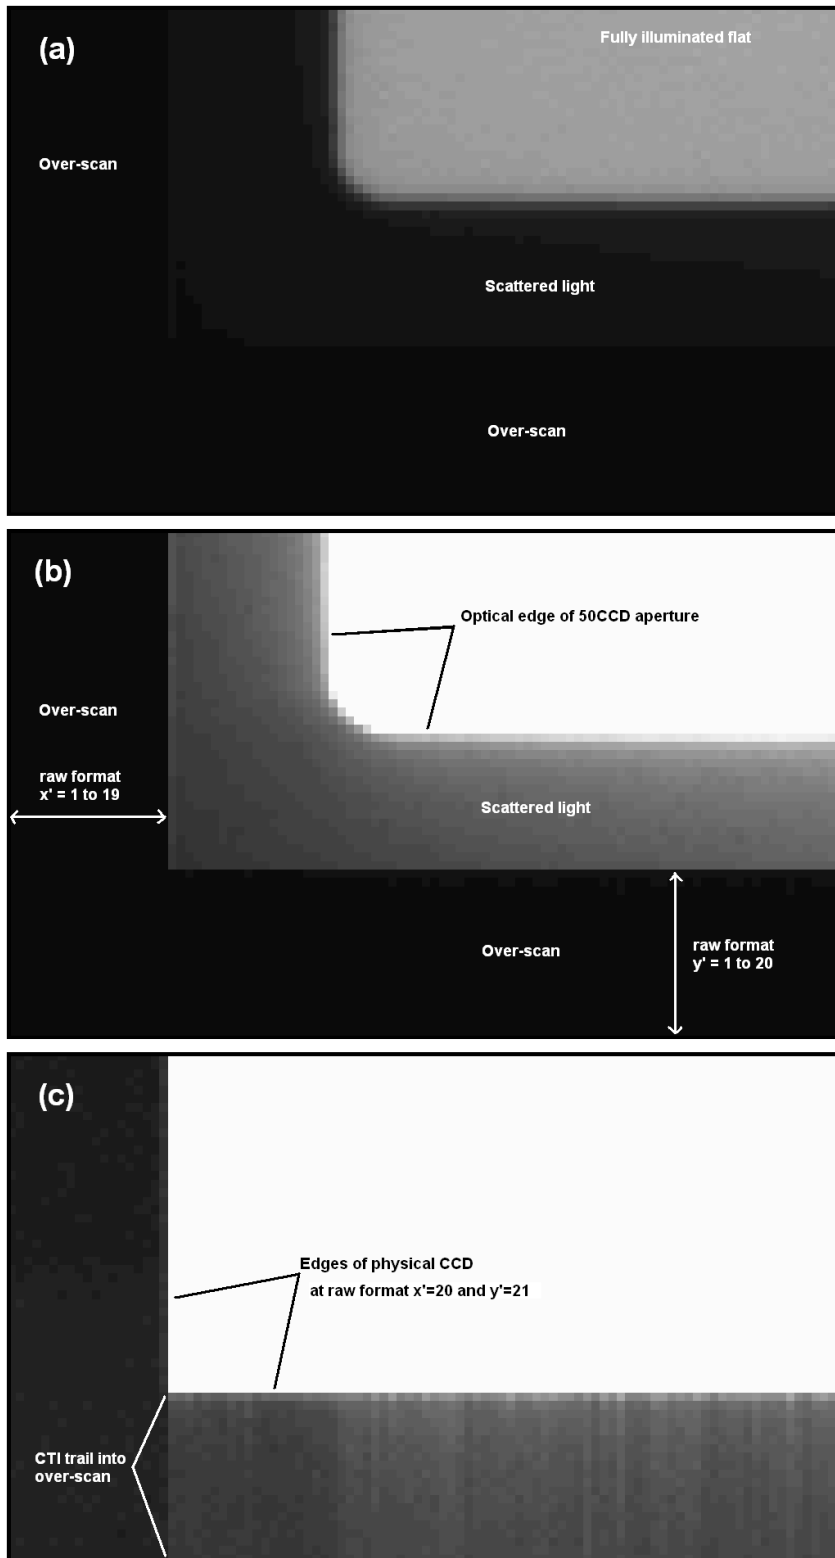 (a)
Fully illuminated flat
Over-scan
Scattered light
Over-scan
(b)
Optical edge of 50CCD aperture
Over-scan
raw format
x' = 1 to 19
Scattered light
Over-scan
raw format
y' = 1 to 20
(c)
Edges of physical CCD
at raw format x'=20 and y'=21
CTI trail into
over-scan